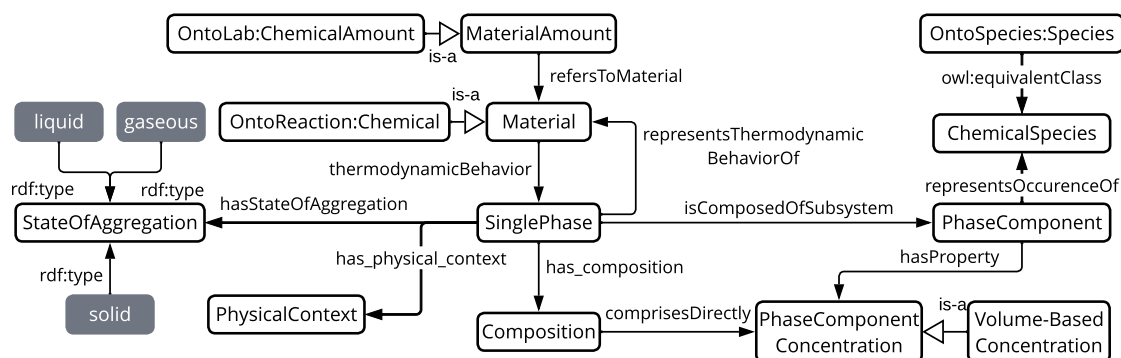 OntoLab:ChemicalAmount
is-a
MaterialAmount
OntoSpecies:Species
refersToMaterial
owl:equivalentClass
is-a
liquid
gaseous
OntoReaction:Chemical
Material
representsThermodynamic
BehaviorOf
ChemicalSpecies
thermodynamicBehavior
rdf:type
rdf:type
hasStateOfAggregation
isComposedOfSubsystem
representsOccurenceOf
StateOfAggregation
SinglePhase
PhaseComponent
has_physical_context
has_composition
hasProperty
rdf:type
solid
PhysicalContext
Composition
comprisesDirectly
PhaseComponent
Concentration
is-a
Volume-Based
Concentration